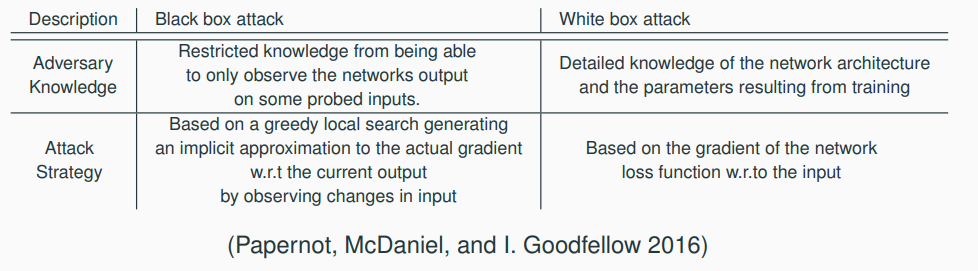 Description Black box attack White box attack
Adversary Knowledge
Restricted knowledge from being able
to only observe the networks output
on some probed inputs.
Detailed knowledge of the network architecture
and the parameters resulting from training
Attack
Strategy
Based on a greedy local search generating
an implicit approximation to the actual gradient
w.r.t the current output
by observing changes in input
Based on the gradient of the network
loss function w.r.to the input
(Papernot, McDaniel, and I. Goodfellow 2016)